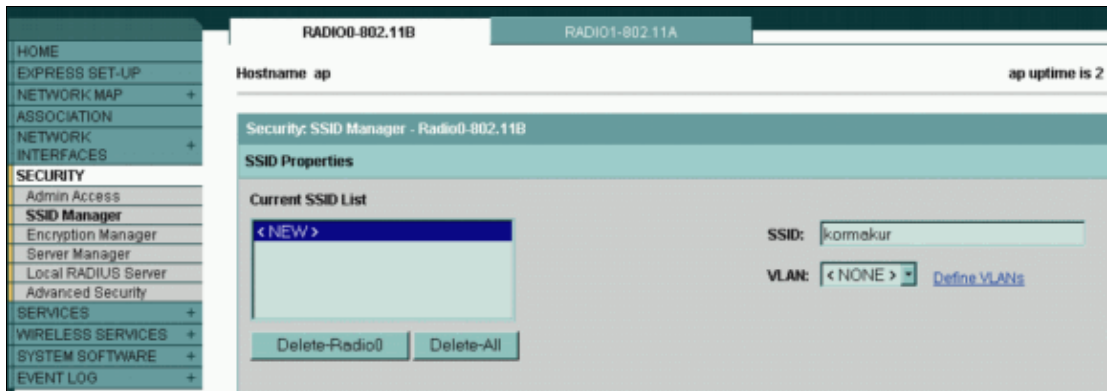 RADIO0-802.11B
RADIO1-802.11A
HOME
EXPRESS SET-UP
NETWORK MAP +
ASSOCIATION
NETWORK
INTERFACES +
SECURITY
Admin Access
SSID Manager
Encryption Manager
Server Manager
Local RADIUS Server
Advanced Security
SERVICES +
WIRELESS SERVICES +
SYSTEM SOFTWARE +
EVENT LOG +
Hostname ap
ap uptime is 2
Security: SSID Manager - Radio0-802.11B
SSID Properties
Current SSID List
< NEW >
Delete-Radio0
Delete-All
SSID: kormakur
VLAN: < NONE > Define VLANs